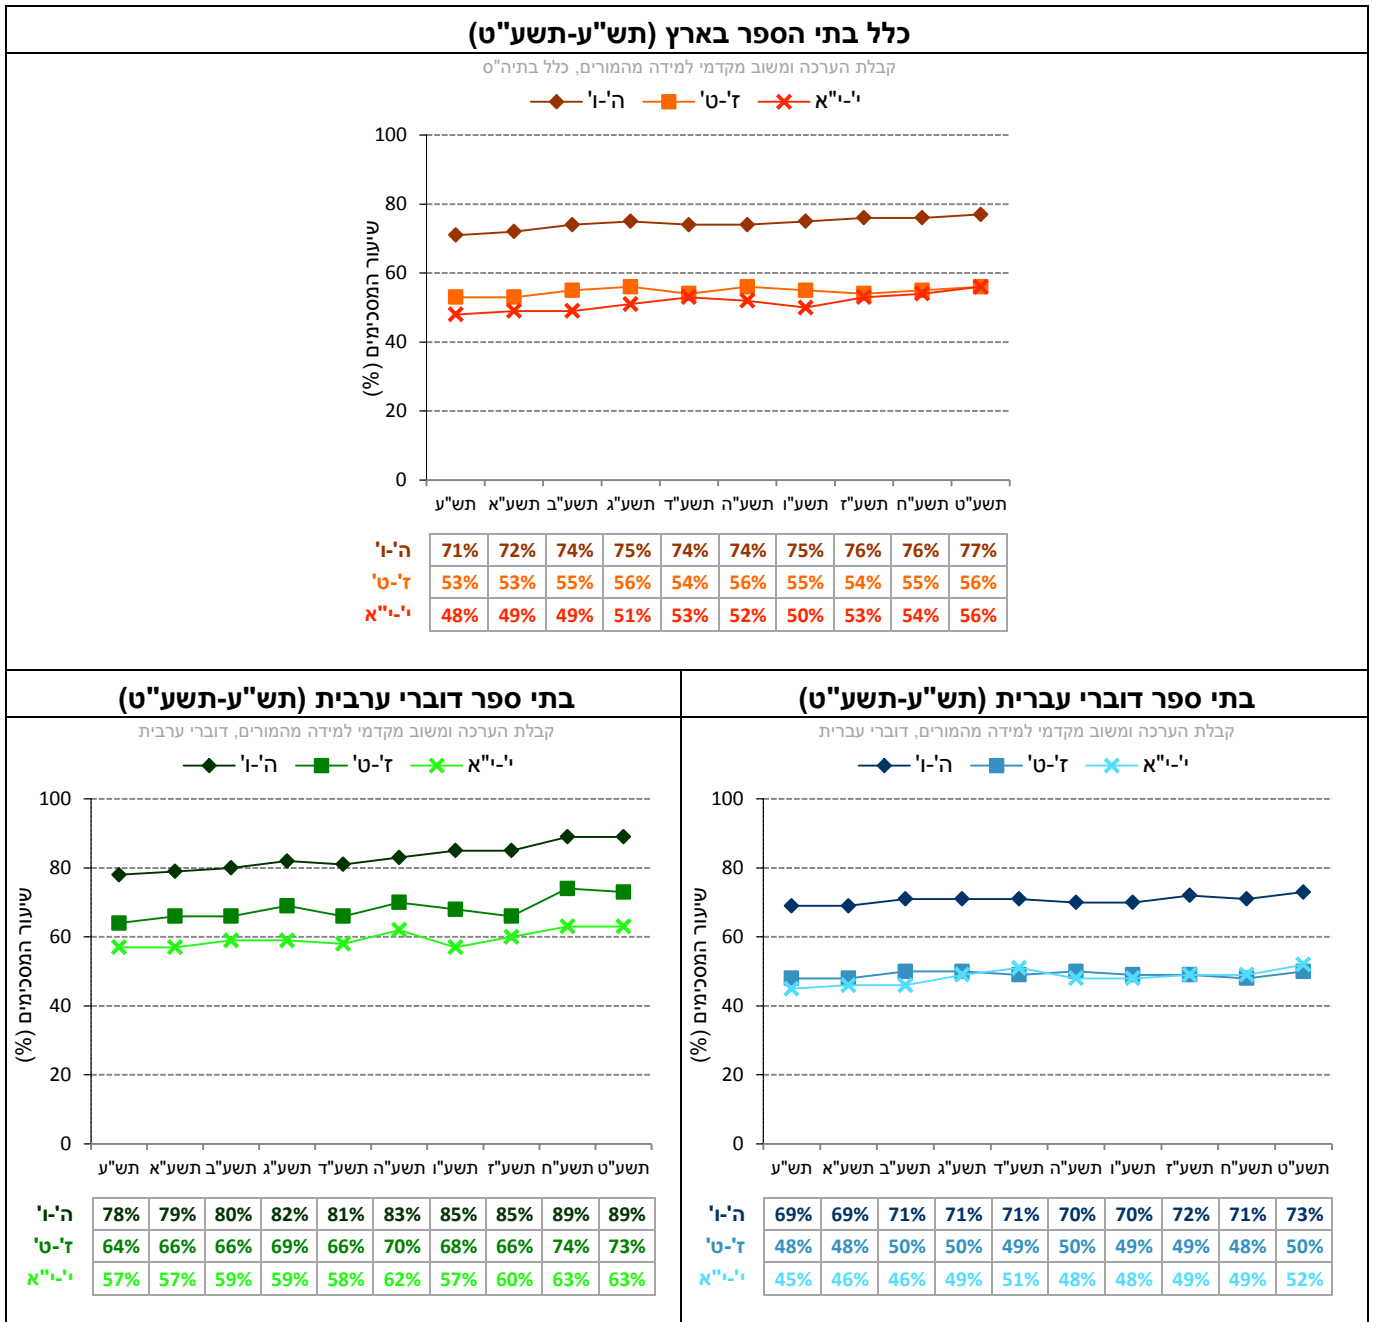 כלל בתי הספר בארץ (תש"ע-תשע"ט)
קבלת הערכה ומשוב מקדמי למידה מהמורים, כלל בתיה"ס
ה'-ו' ז'-ט' י'-י"א
שיעור המסכימים (%)
100
80
60
40
20
0
תש"ע תשע"א תשע"ב תשע"ג תשע"ד תשע"ה תשע"ו תשע"ז תשע"ח תשע"ט
ה'-ו' 71% 72% 74% 75% 74% 74% 75% 76% 76% 77%
ז'-ט' 53% 53% 55% 56% 54% 56% 55% 54% 55% 56%
י'-י"א 48% 49% 49% 51% 53% 52% 50% 53% 54% 56%
בתי ספר דוברי עברית (תש"ע-תשע"ט)
קבלת הערכה ומשוב מקדמי למידה מהמורים, דוברי עברית
ה'-ו' ז'-ט' י'-י"א
שיעור המסכימים (%)
100
80
60
40
20
0
תש"ע תשע"א תשע"ב תשע"ג תשע"ד תשע"ה תשע"ו תשע"ז תשע"ח תשע"ט
ה'-ו' 69% 69% 71% 71% 71% 70% 70% 72% 71% 73%
ז'-ט' 48% 48% 50% 50% 49% 50% 49% 49% 48% 50%
י'-י"א 45% 46% 46% 49% 51% 48% 48% 49% 49% 52%
בתי ספר דוברי ערבית (תש"ע-תשע"ט)
קבלת הערכה ומשוב מקדמי למידה מהמורים, דוברי ערבית
ה'-ו' ז'-ט' י'-י"א
שיעור המסכימים (%)
100
80
60
40
20
0
תש"ע תשע"א תשע"ב תשע"ג תשע"ד תשע"ה תשע"ו תשע"ז תשע"ח תשע"ט
ה'-ו' 78% 79% 80% 82% 81% 83% 85% 85% 89% 89%
ז'-ט' 64% 66% 66% 69% 66% 70% 68% 66% 74% 73%
י'-י"א 57% 57% 59% 59% 58% 62% 57% 60% 63% 63%